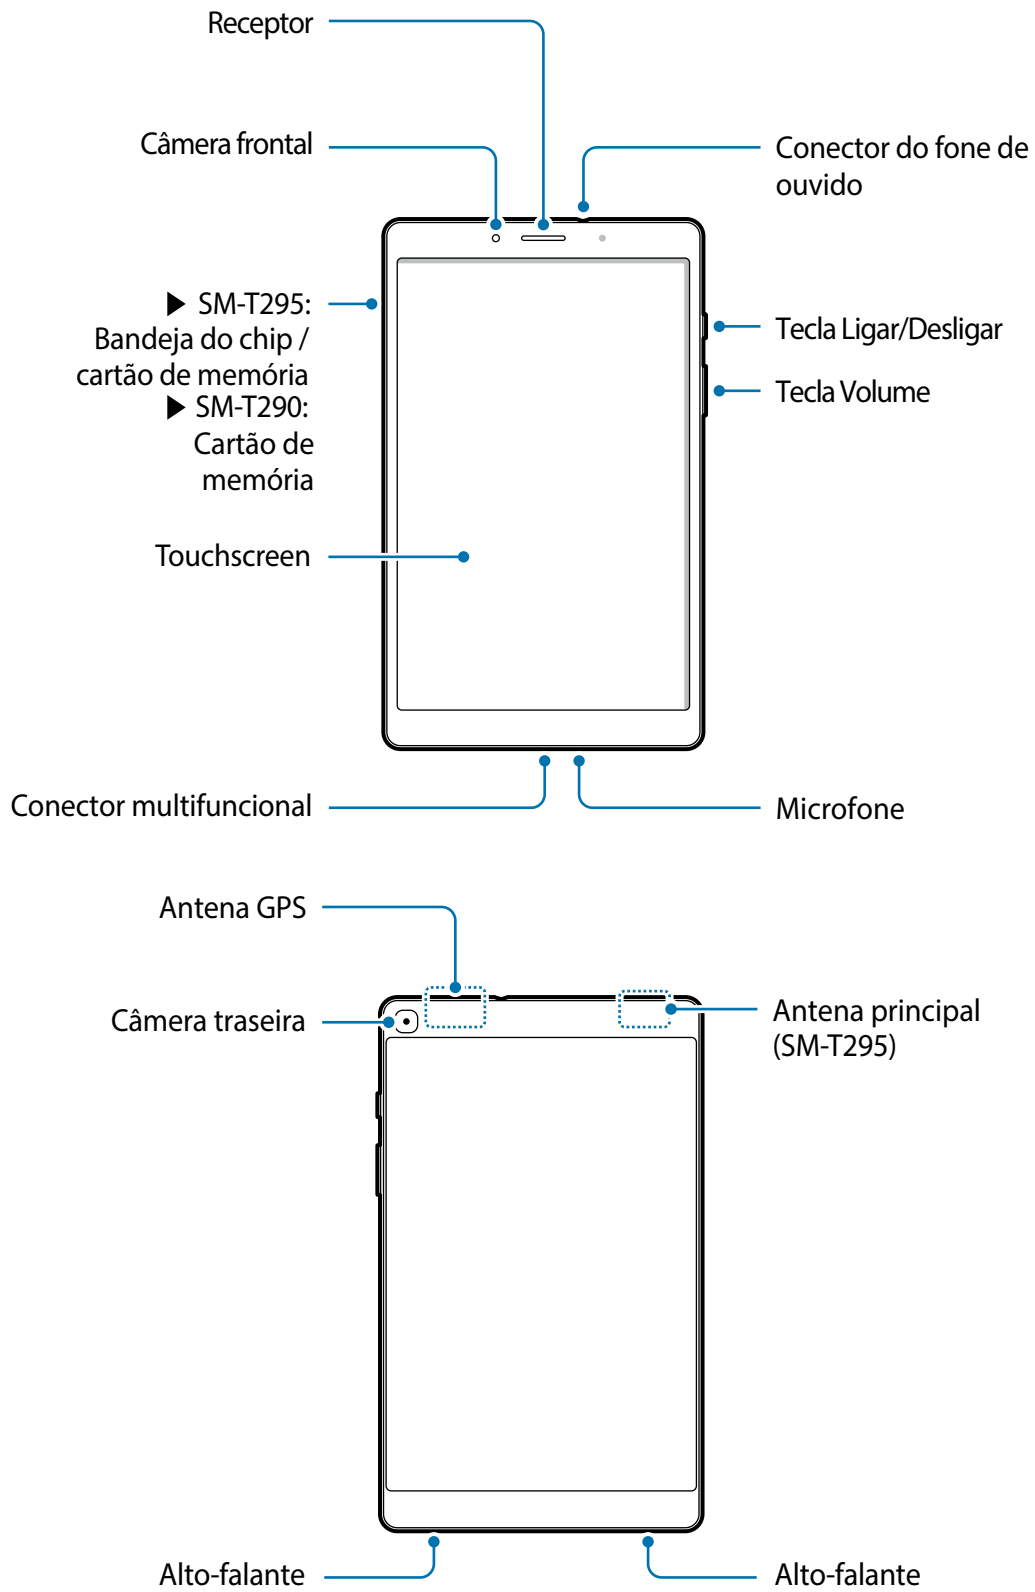 Receptor
Câmera frontal
Conector do fone de
ouvido
▶ SM-T295:
Bandeja do chip /
cartão de memória
▶ SM-T290:
Cartão de
memória
Tecla Ligar/Desligar
Tecla Volume
Touchscreen
Conector multifuncional
Microfone
Antena GPS
Câmera traseira
Antena principal
(SM-T295)
Alto-falante
Alto-falante